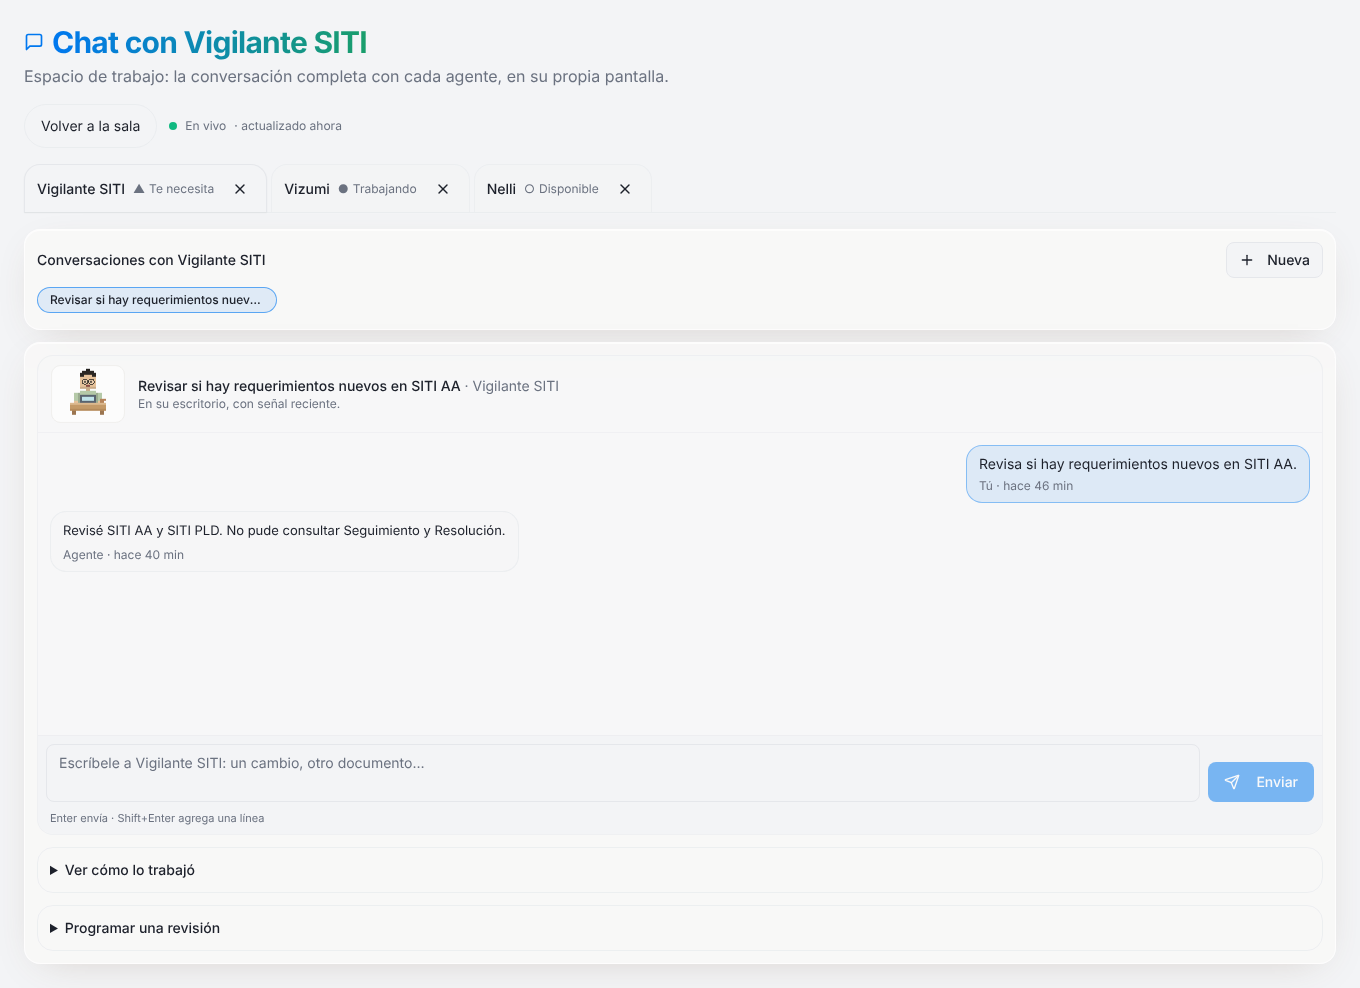 Chat con Vigilante SITI
Espacio de trabajo: la conversación completa con cada agente, en su propia pantalla.
Volver a la sala
En vivo · actualizado ahora
Vigilante SITI Te necesita
Vizumi Trabajando
Nelli Disponible
Conversaciones con Vigilante SITI
Nueva
Revisar si hay requerimientos nuev...
Revisar si hay requerimientos nuevos en SITI AA · Vigilante SITI
En su escritorio, con señal reciente.
Revisa si hay requerimientos nuevos en SITI AA.
Tú · hace 46 min
Revisé SITI AA y SITI PLD. No pude consultar Seguimiento y Resolución.
Agente · hace 40 min
Escríbele a Vigilante SITI: un cambio, otro documento...
Enviar
Enter envía · Shift+Enter agrega una línea
Ver cómo lo trabajó
Programar una revisión